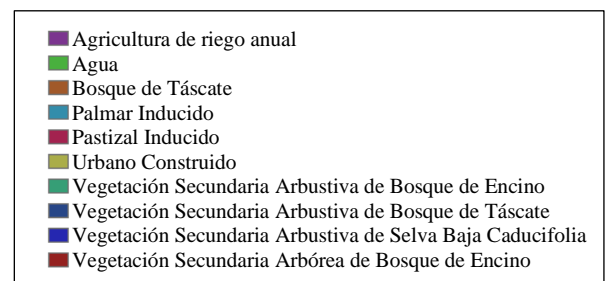 Agricultura de riego anual
Agua
Bosque de Táscate
Palmar Inducido
Pastizal Inducido
Urbano Construido
Vegetación Secundaria Arbustiva de Bosque de Encino
Vegetación Secundaria Arbustiva de Bosque de Táscate
Vegetación Secundaria Arbustiva de Selva Baja Caducifolia
Vegetación Secundaria Arbórea de Bosque de Encino